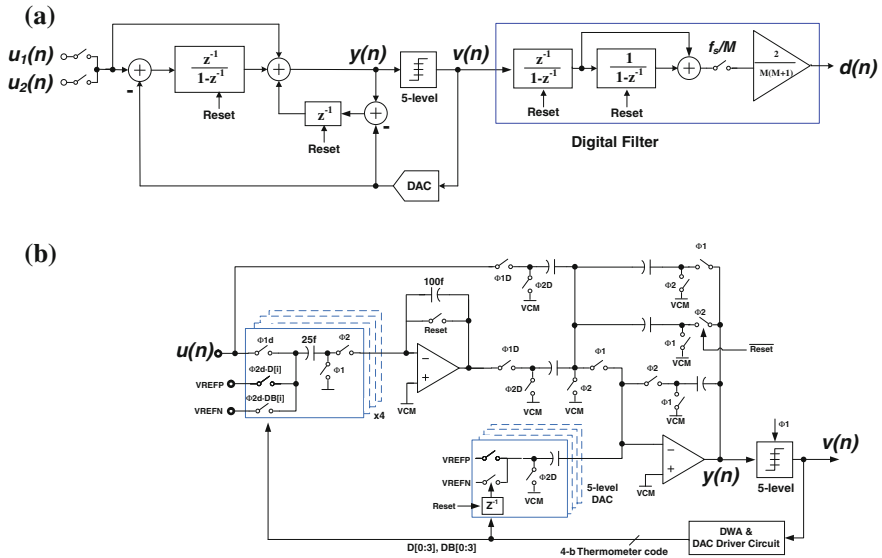 (a)
u1(n)
u2(n)
-
z-1
1-z-1
Reset
y(n)
v(n)
5-level
z-1
Reset
-
DAC
z-1
1-z-1
Reset
1
1-z-1
Reset
fs/M
2
M(M+1)
d(n)
Digital Filter
(b)
u(n)
VREFP
VREFN
Φ1d
Φ2d·D[i]
Φ2d·DB[i]
25f
Φ2
Φ1
x4
100f
Reset
VCM
Φ1D
Φ2D
VCM
Φ1D
Φ2D
VCM
Φ2
VCM
Φ1
Φ1
Φ2
VCM
Φ2
Φ1
VCM
Reset
Φ2
Φ1
VCM
VREFP
VREFN
Reset
Z-1
Φ2D
VCM
5-level
DAC
VCM
y(n)
Φ1
5-level
v(n)
DWA &
DAC Driver Circuit
D[0:3], DB[0:3]
4-b Thermometer code